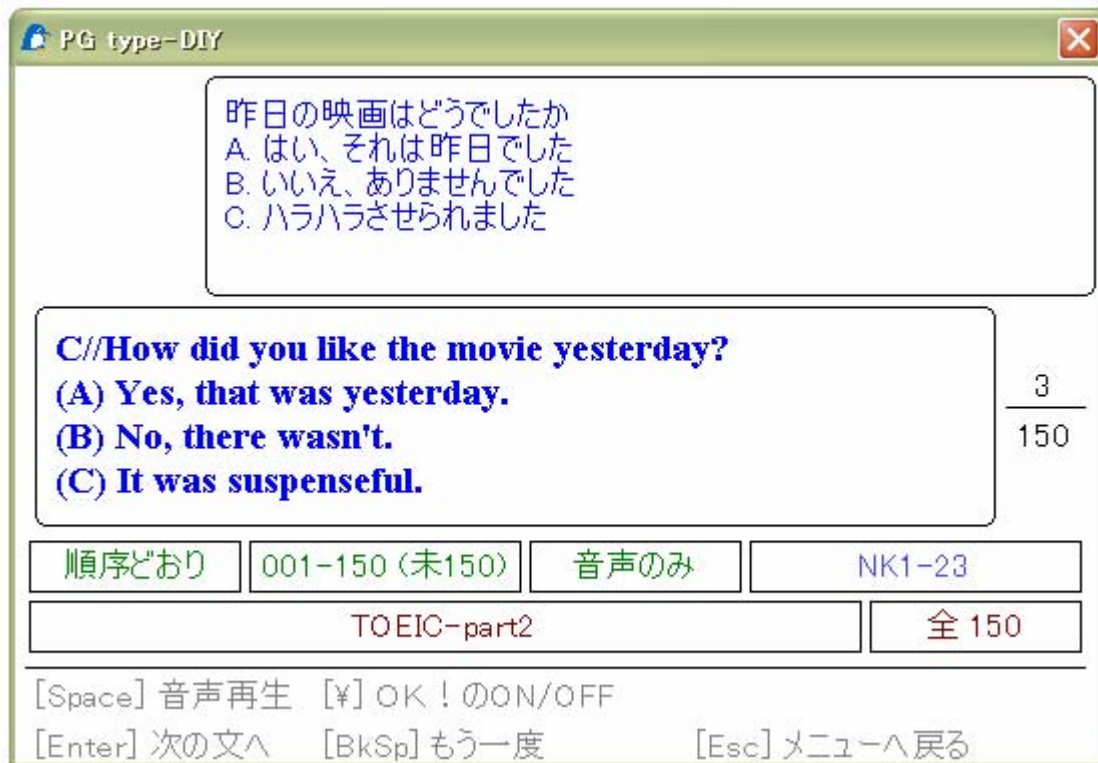 PG type-DIY
昨日の映画はどうでしたか
A. はい、それは昨日でした
B. いいえ、ありませんでした
C. ハラハラさせられました
C//How did you like the movie yesterday?
(A) Yes, that was yesterday.
(B) No, there wasn't.
(C) It was suspenseful.
3
150
順序どおり 001-150 (未150) 音声のみ NK1-23
TOEIC-part2 全 150
[Space] 音声再生 [¥] OK！のON/OFF
[Enter] 次の文へ [BkSp] もう一度 [Esc] メニューへ戻る